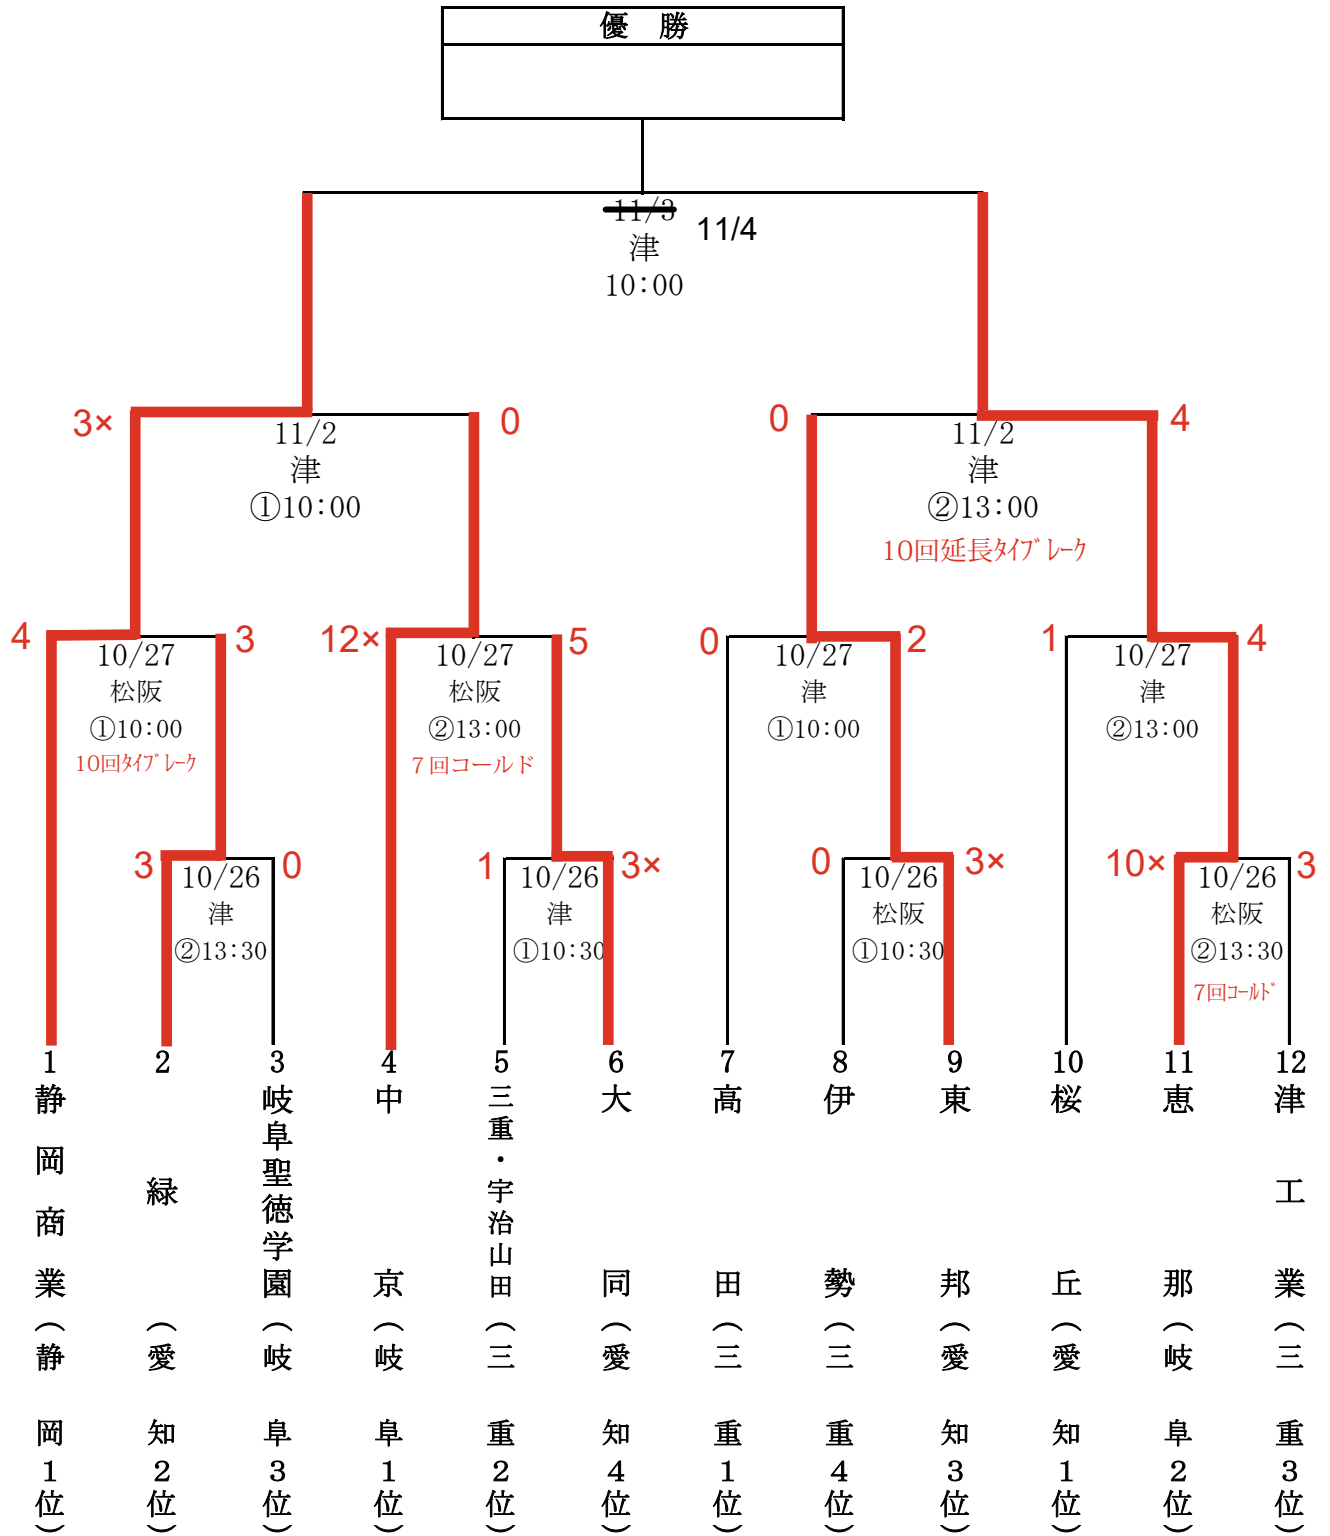 優　勝
11/3
11/4
津
10：00
3×
0
11/2
津
①10：00
0
4
11/2
津
②13：00
10回延長ﾀｲﾌﾞﾚｰｸ
4
3
10/27
松阪
①10：00
10回ﾀｲﾌﾞﾚｰｸ
12×
5
10/27
松阪
②13：00
７回コールド
0
2
10/27
津
①10：00
1
4
10/27
津
②13：00
3
0
10/26
津
②13：30
1
3×
10/26
津
①10：30
0
3×
10/26
松阪
①10：30
10×
3
10/26
松阪
②13：30
7回ｺｰﾙﾄﾞ
1
静岡商業（静岡１位）
2
緑（愛知２位）
3
岐阜聖徳学園（岐阜３位）
4
中京（岐阜１位）
5
三重・宇治山田（三重２位）
6
大同（愛知４位）
7
高田（三重１位）
8
伊勢（三重４位）
9
東邦（愛知３位）
10
桜丘（愛知１位）
11
恵那（岐阜２位）
12
津工業（三重３位）